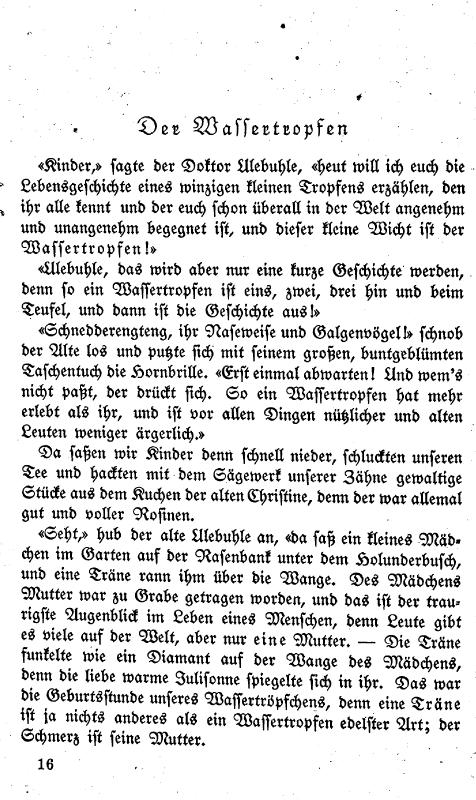 Der Wassertropfen
«Kinder,» sagte der Doktor Ulebuhle, «heut will ich euch die
Lebensgeschichte eines winzigen kleinen Tropfens erzählen, den
ihr alle kennt und der euch schon überall in der Welt angenehm
und unangenehm begegnet ist, und dieser kleine Wicht ist der
Wassertropfen!»
«Ulebuhle, das wird aber nur eine kurze Geschichte werden,
denn so ein Wassertropfen ist eins, zwei, drei hin und beim
Teufel, und dann ist die Geschichte aus!»
«Schnedderengteng, ihr Naseweise und Galgenvögel!» schnob
der Alte los und putzte sich mit seinem großen, buntgeblümten
Taschentuch die Hornbrille. «Erst einmal abwarten! Und wem's
nicht paßt, der drückt sich. So ein Wassertropfen hat mehr
erlebt als ihr, und ist vor allen Dingen nützlicher und alten
Leuten weniger ärgerlich.»
Da saßen wir Kinder denn schnell nieder, schluckten unseren
Tee und hackten mit dem Sägewerk unserer Zähne gewaltige
Stücke aus dem Kuchen der alten Christine, denn der war allemal
gut und voller Rosinen.
«Seht,» hub der alte Ulebuhle an, «da saß ein kleines Mäd-
chen im Garten auf der Rasenbank unter dem Holunderbusch,
und eine Träne rann ihm über die Wange. Des Mädchens
Mutter war zu Grabe getragen worden, und das ist der trau-
rigste Augenblick im Leben eines Menschen, denn Leute gibt
es viele auf der Welt, aber nur eine Mutter. — Die Träne
funkelte wie ein Diamant auf der Wange des Mädchens,
denn die liebe warme Julisonne spiegelte sich in ihr. Das war
die Geburtsstunde unseres Wassertröpfchens, denn eine Träne
ist ja nichts anderes als ein Wassertropfen edelster Art; der
Schmerz ist seine Mutter.
16